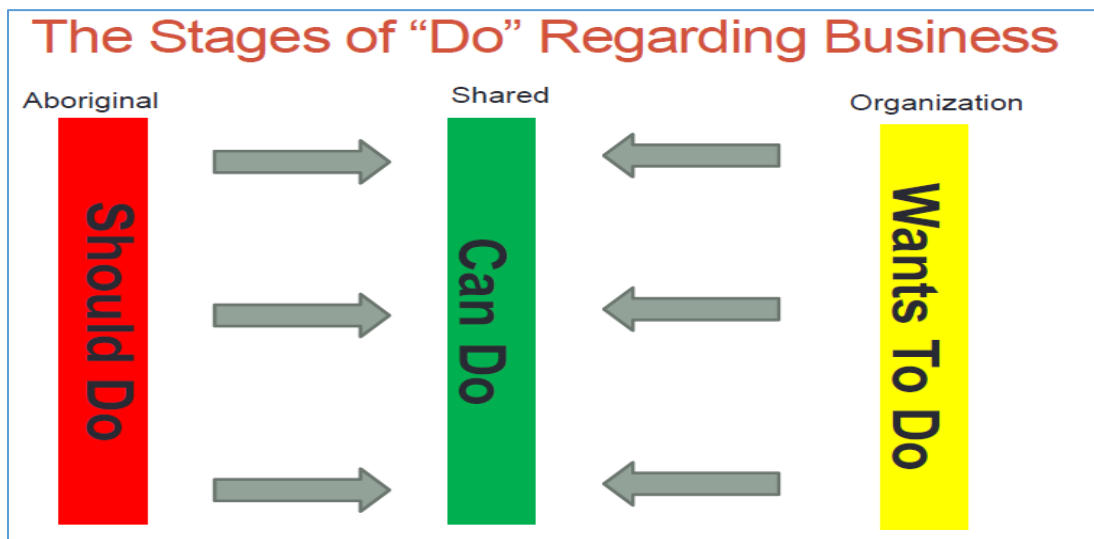 The Stages of “Do” Regarding Business
Aboriginal
Shared
Organization
Should Do
Can Do
Wants To Do